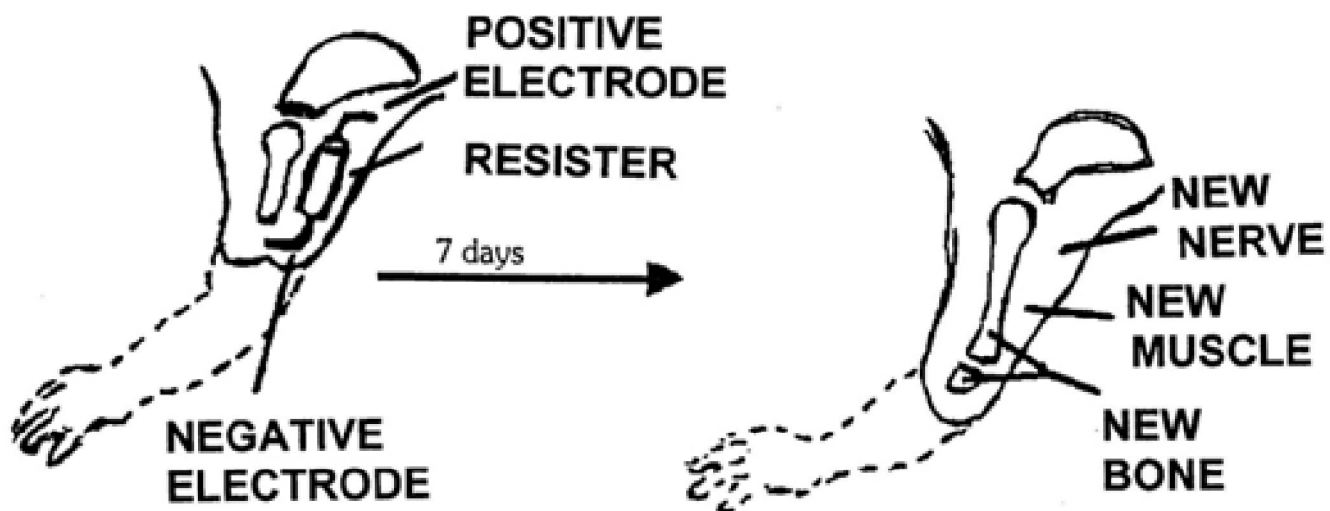 POSITIVE
ELECTRODE
RESISTER
7 days
NEGATIVE
ELECTRODE
NEW
NERVE
NEW
MUSCLE
NEW
BONE